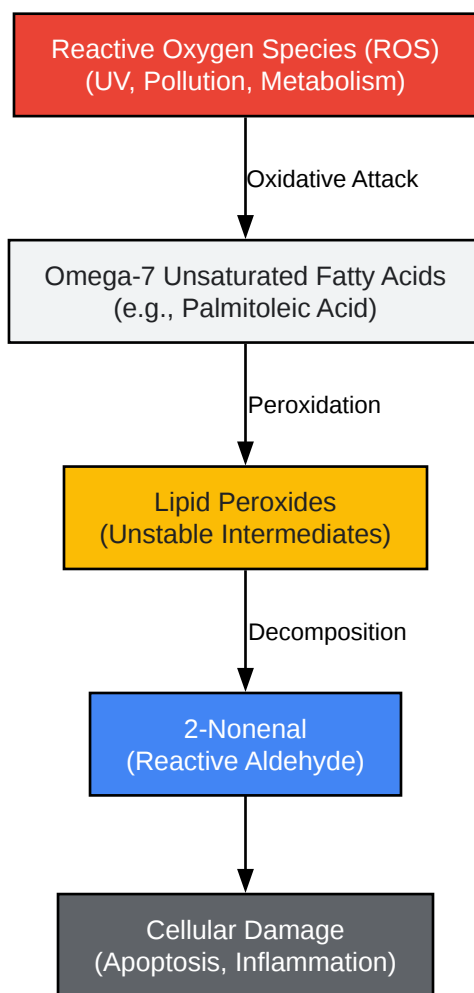 Reactive Oxygen Species (ROS)
(UV, Pollution, Metabolism)
Oxidative Attack
Omega-7 Unsaturated Fatty Acids
(e.g., Palmitoleic Acid)
Peroxidation
Lipid Peroxides
(Unstable Intermediates)
Decomposition
2-Nonenal
(Reactive Aldehyde)
Cellular Damage
(Apoptosis, Inflammation)